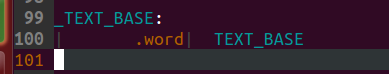 99 _TEXT_BASE:
100 | .word| TEXT_BASE
101